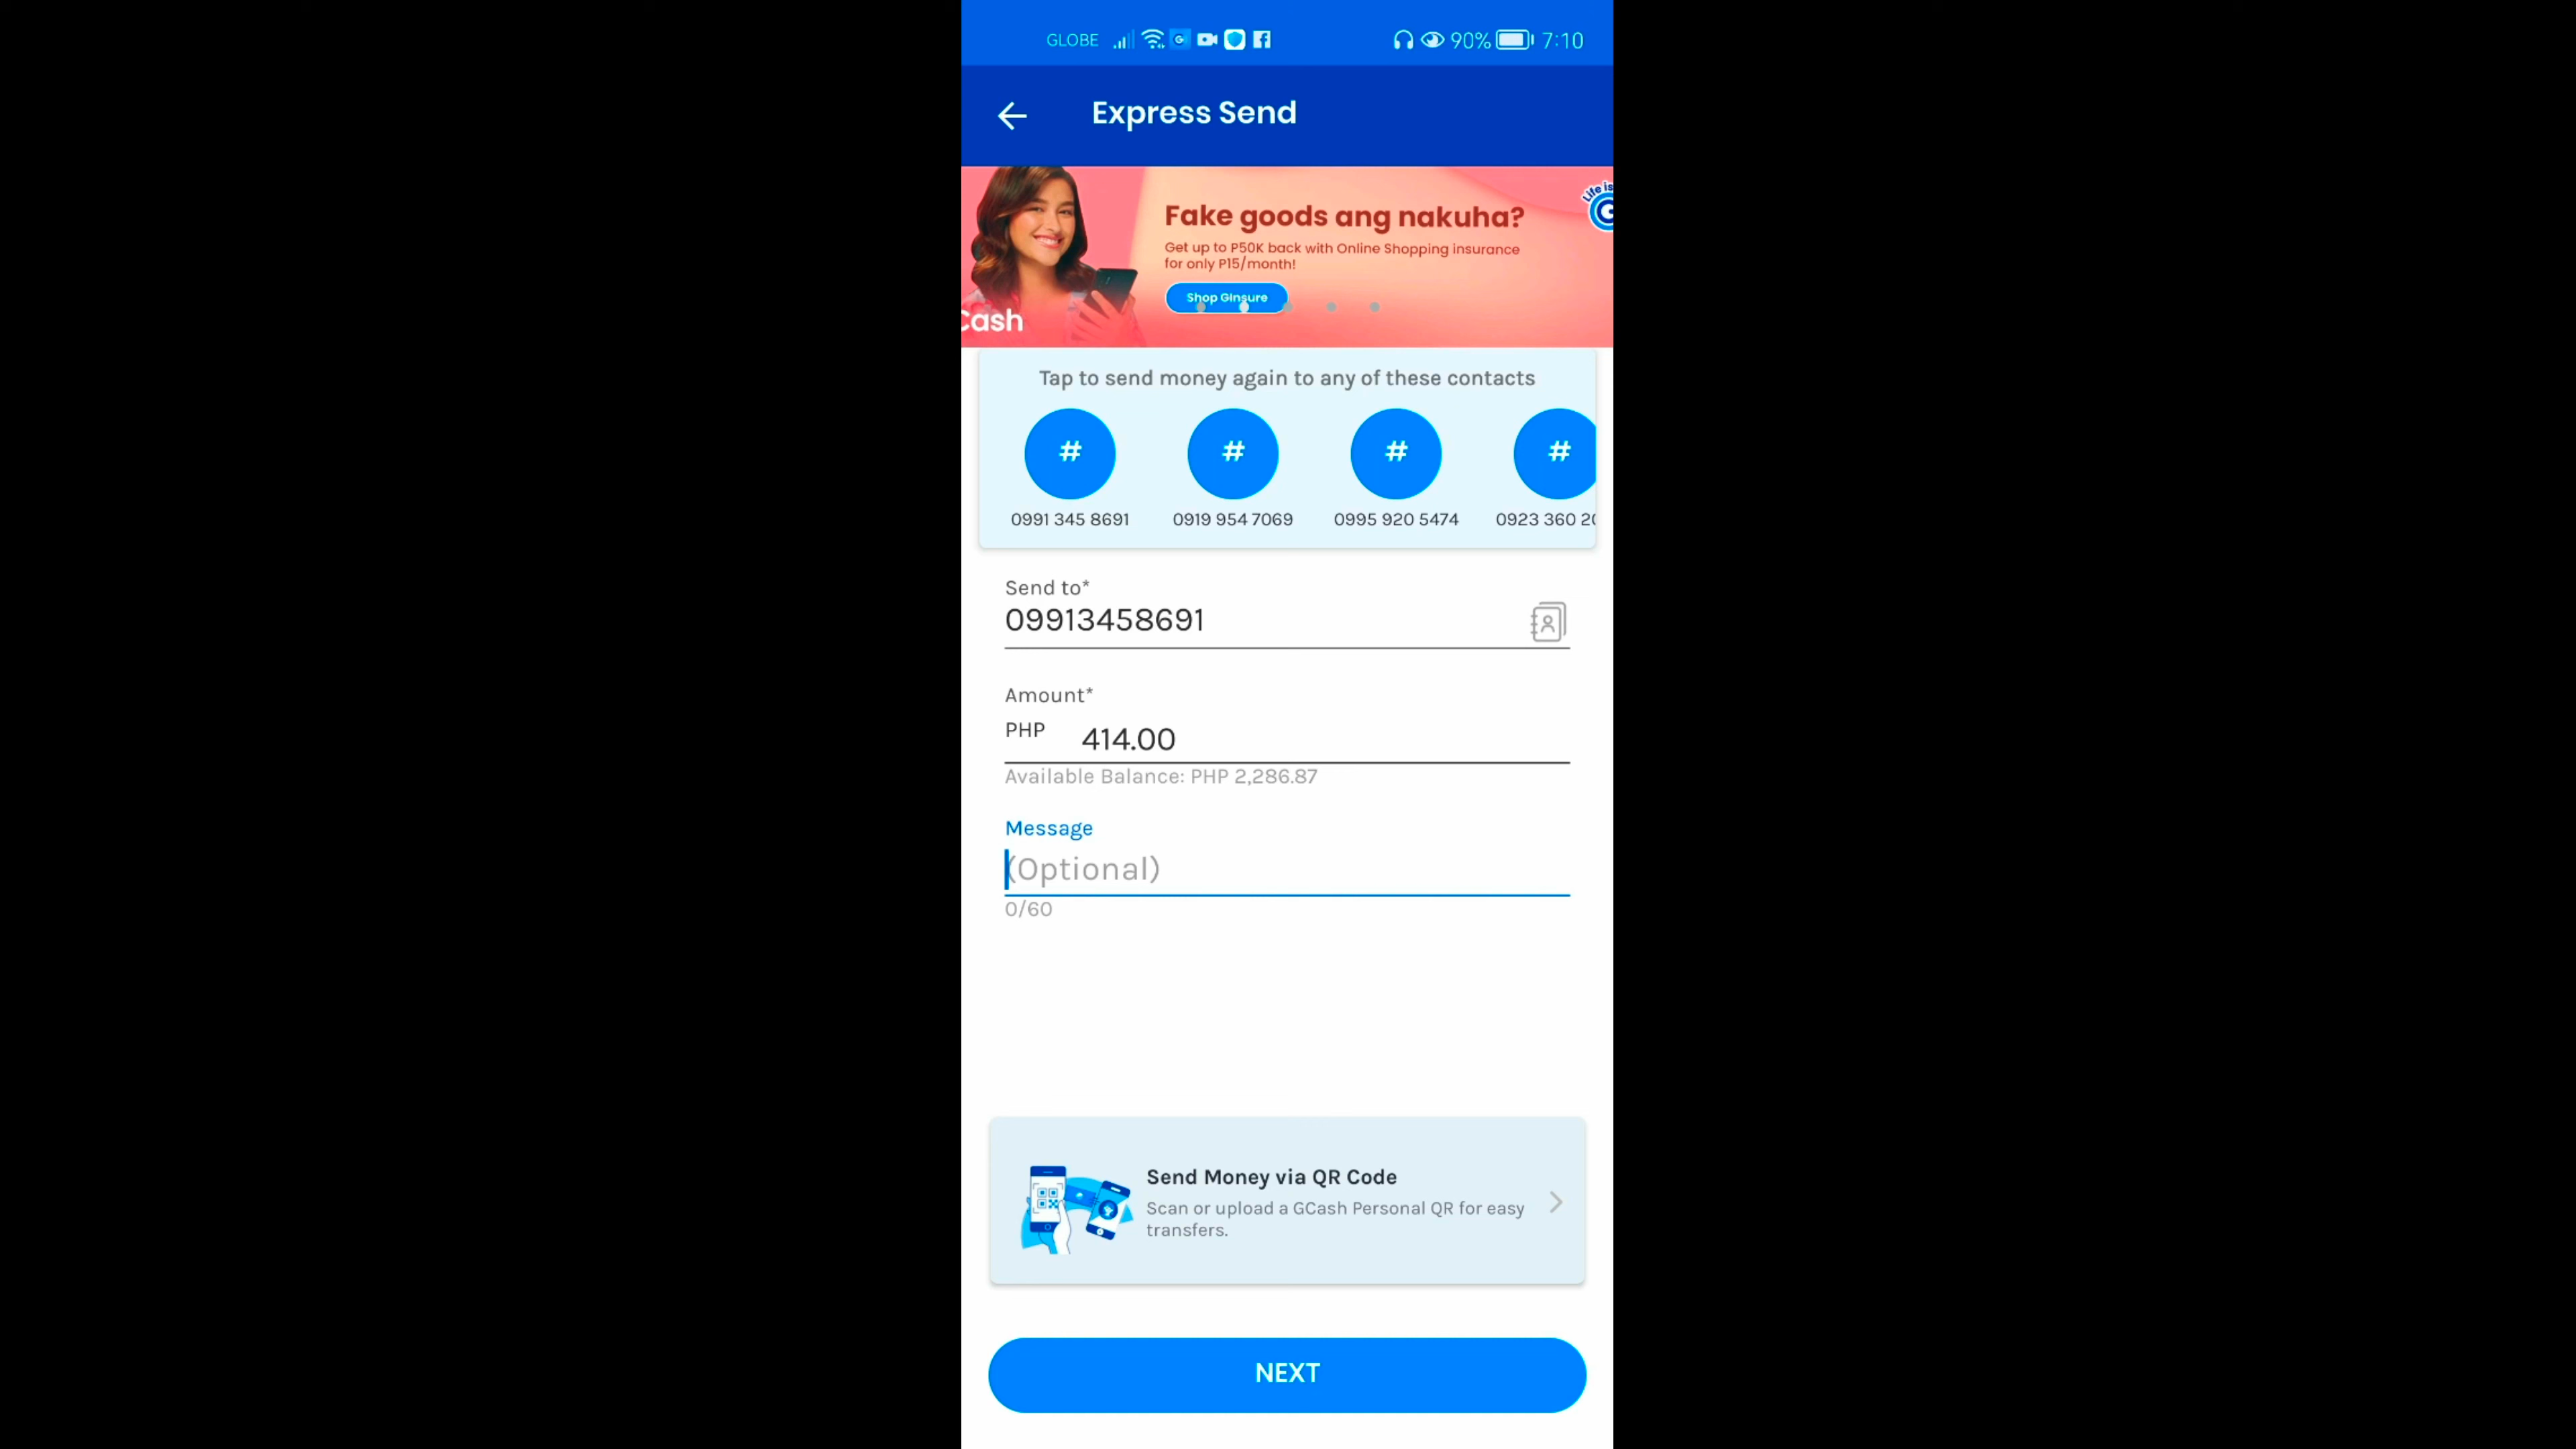 GLOBE 90% 7:10
Express Send
Life is
G
Fake goods ang nakuha?
Get up to P50K back with Online Shopping insurance
for only P15/month!
Shop GInsure
Cash
Tap to send money again to any of these contacts
# # # #
0991 345 8691 0919 954 7069 0995 920 5474 0923 360 20
Send to*
09913458691
Amount*
PHP 414.00
Available Balance: PHP 2,286.87
Message
(Optional)
0/60
Send Money via QR Code
Scan or upload a GCash Personal QR for easy
transfers.
NEXT